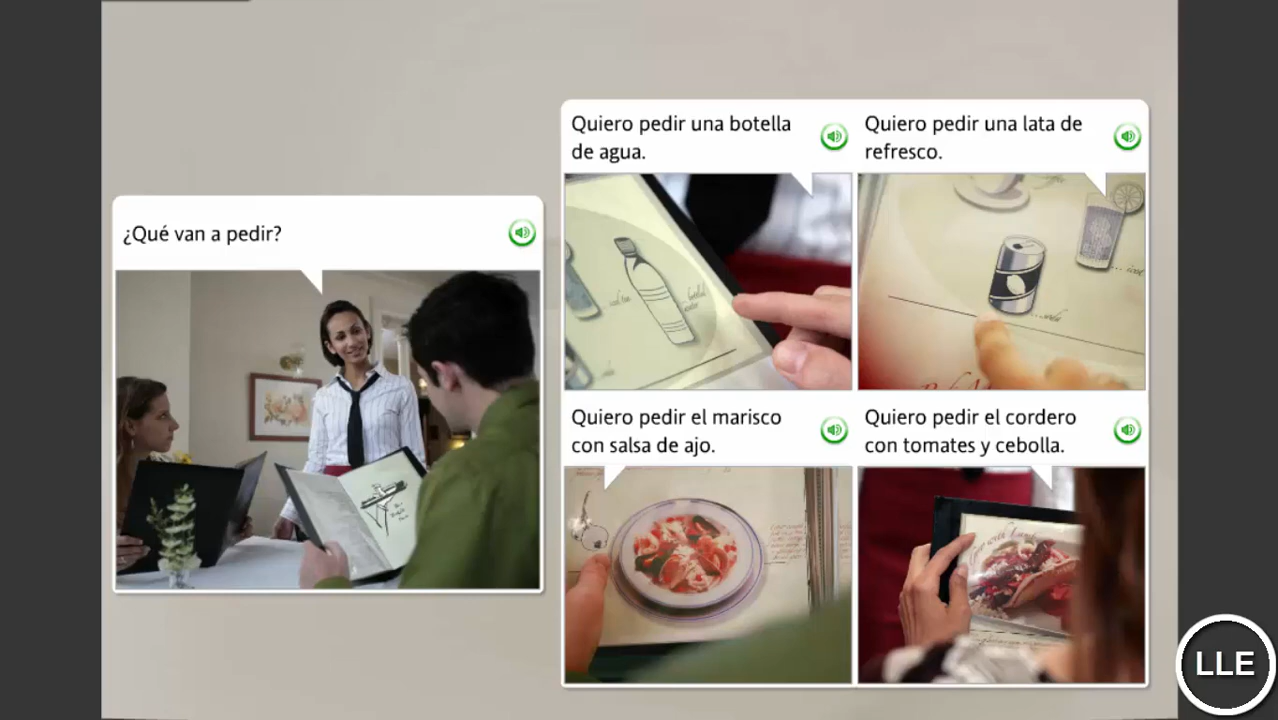 ¿Qué van a pedir?
Quiero pedir una botella
de agua.
Quiero pedir una lata de
refresco.
Quiero pedir el marisco
con salsa de ajo.
Quiero pedir el cordero
con tomates y cebolla.
LLE